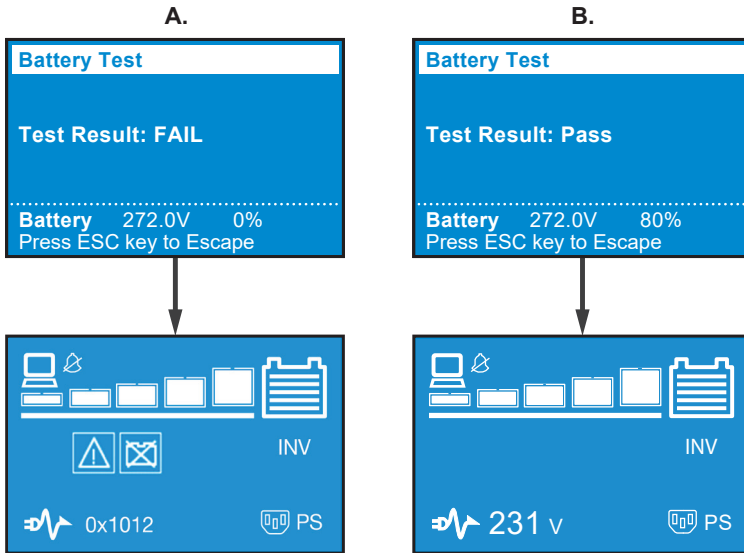 A.
Battery Test
Test Result: FAIL
Battery 272.0V 0%
Press ESC key to Escape
INV
0x1012
PS
B.
Battery Test
Test Result: Pass
Battery 272.0V 80%
Press ESC key to Escape
INV
231 V
PS